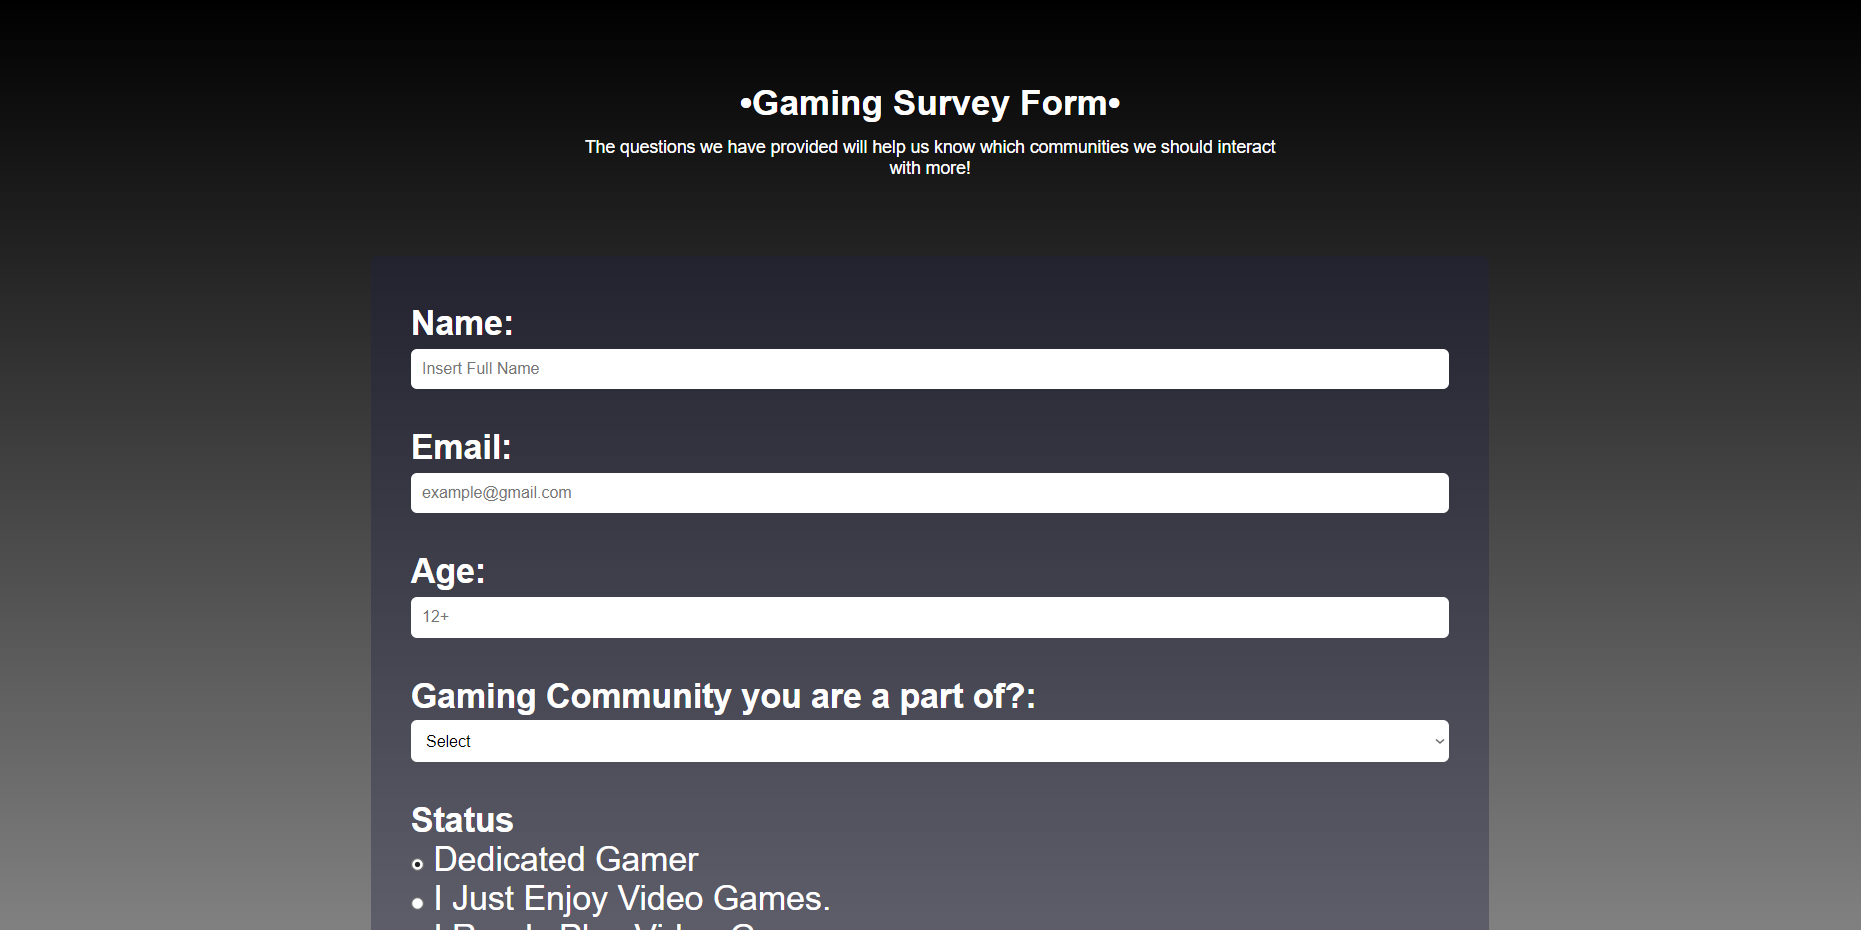 •Gaming Survey Form•
The questions we have provided will help us know which communities we should interact
with more!
Name:
Insert Full Name
Email:
example@gmail.com
Age:
12+
Gaming Community you are a part of?:
Select
Status
Dedicated Gamer
I Just Enjoy Video Games.